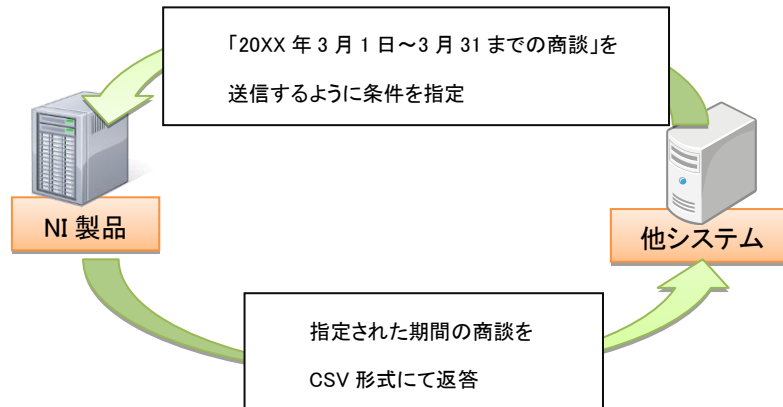 「20XX 年 3 月 1 日～3 月 31 までの商談」を
送信するように条件を指定
NI 製品
他システム
指定された期間の商談を
CSV 形式にて返答